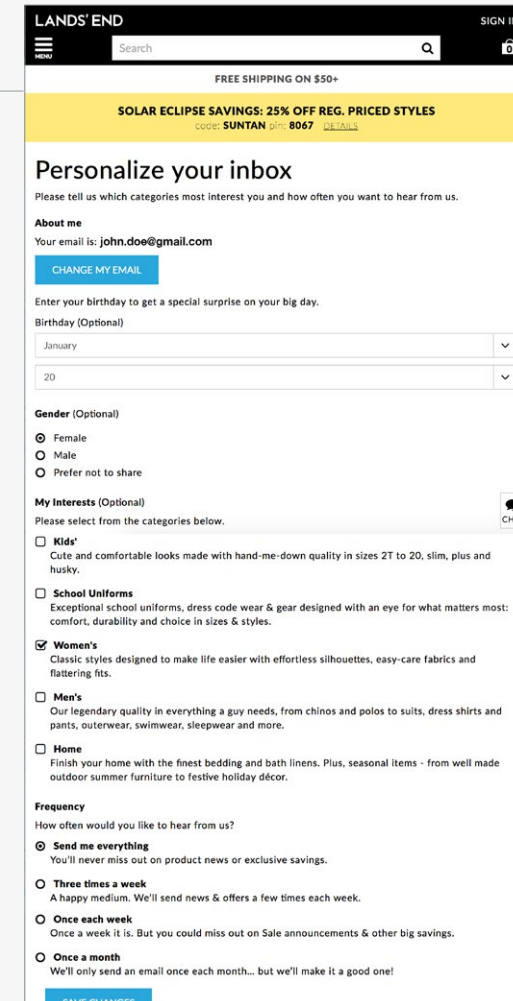 LANDS' END
SIGN IN
MENU
Search
0
FREE SHIPPING ON $50+
SOLAR ECLIPSE SAVINGS: 25% OFF REG. PRICED STYLES
code: SUNTAN pin: 8067 DETAILS
Personalize your inbox
Please tell us which categories most interest you and how often you want to hear from us.
About me
Your email is: john.doe@gmail.com
CHANGE MY EMAIL
Enter your birthday to get a special surprise on your big day.
Birthday (Optional)
January
20
Gender (Optional)
Female
Male
Prefer not to share
My Interests (Optional)
CH
Please select from the categories below.
Kids'
Cute and comfortable looks made with hand-me-down quality in sizes 2T to 20, slim, plus and
husky.
School Uniforms
Exceptional school uniforms, dress code wear & gear designed with an eye for what matters most:
comfort, durability and choice in sizes & styles.
Women's
Classic styles designed to make life easier with effortless silhouettes, easy-care fabrics and
flattering fits.
Men's
Our legendary quality in everything a guy needs, from chinos and polos to suits, dress shirts and
pants, outerwear, swimwear, sleepwear and more.
Home
Finish your home with the finest bedding and bath linens. Plus, seasonal items - from well made
outdoor summer furniture to festive holiday décor.
Frequency
How often would you like to hear from us?
Send me everything
You'll never miss out on product news or exclusive savings.
Three times a week
A happy medium. We'll send news & offers a few times each week.
Once each week
Once a week it is. But you could miss out on Sale announcements & other big savings.
Once a month
We'll only send an email once each month... but we'll make it a good one!
SAVE CHANGES